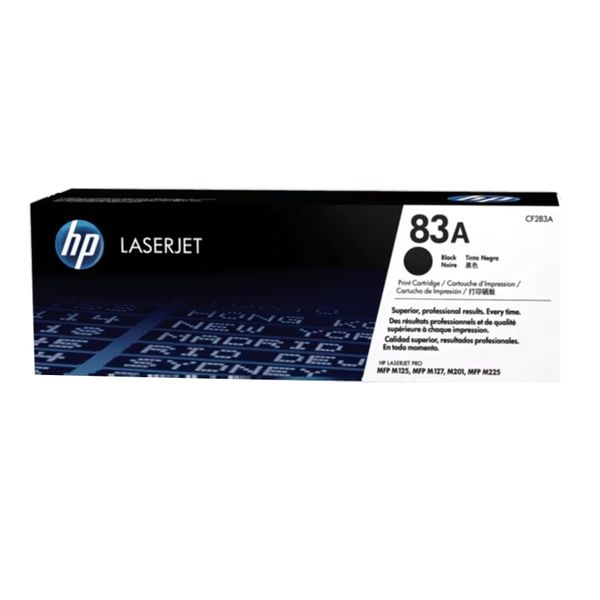 hp
LASERJET
83A
CF283A
Black Tinta Negra
Noire 黑色
Print Cartridge / Cartouche d'Impression /
Cartucho de Impresión / 打印硒鼓
Superior, professional results. Every time.
Des résultats professionnels et de qualité
supérieure à chaque impression.
Calidad superior, resultados profesionales.
En todo momento.
HP LASERJET PRO
MFP M125, MFP M127, M201, MFP M225
MADRID